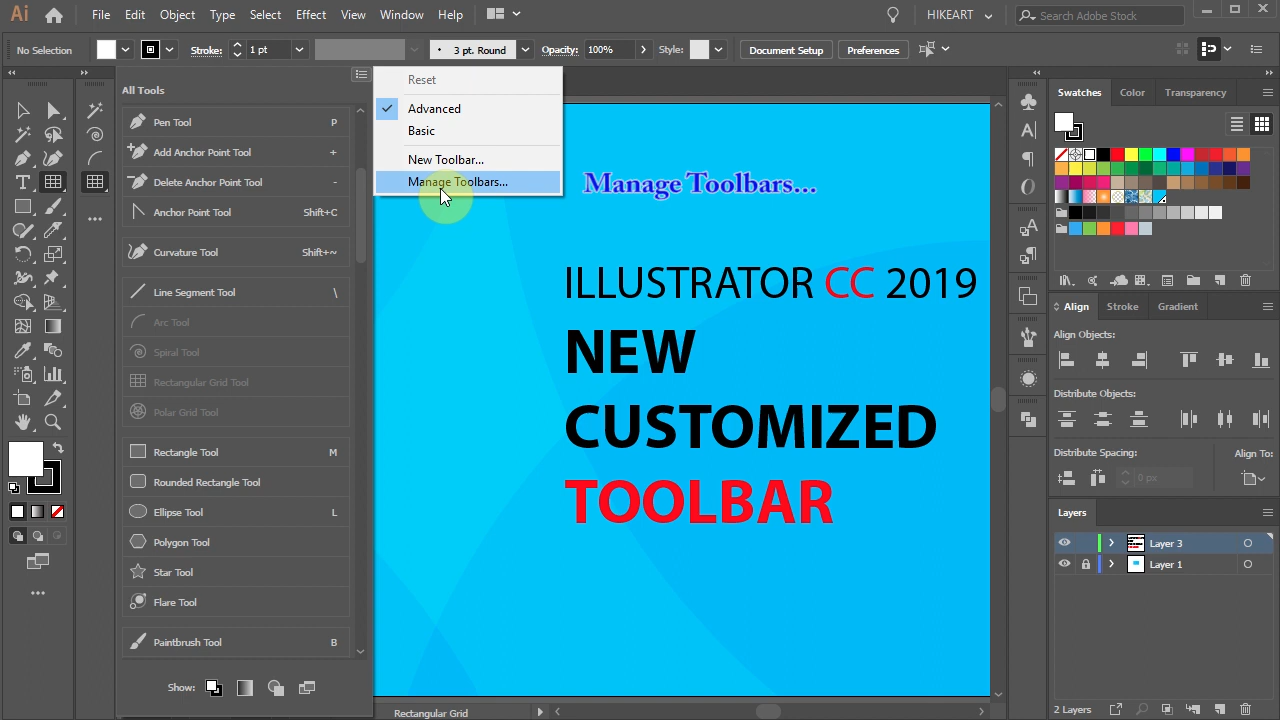 Ai
File Edit Object Type Select Effect View Window Help
HIKEART
Search Adobe Stock
No Selection
Stroke: 1 pt
3 pt. Round
Opacity: 100%
Style:
Document Setup
Preferences
All Tools
Pen Tool P
Add Anchor Point Tool +
Delete Anchor Point Tool -
Anchor Point Tool Shift+C
Curvature Tool Shift+~
Line Segment Tool \
Arc Tool
Spiral Tool
Rectangular Grid Tool
Polar Grid Tool
Rectangle Tool M
Rounded Rectangle Tool
Ellipse Tool L
Polygon Tool
Star Tool
Flare Tool
Paintbrush Tool B
Show:
Reset
Advanced
Basic
New Toolbar...
Manage Toolbars...
Manage Toolbars...
ILLUSTRATOR CC 2019
NEW
CUSTOMIZED
TOOLBAR
Rectangular Grid
Swatches Color Transparency
Align Stroke Gradient
Align Objects:
Distribute Objects:
Distribute Spacing: Align To:
0 px
Layers
Layer 3
Layer 1
2 Layers